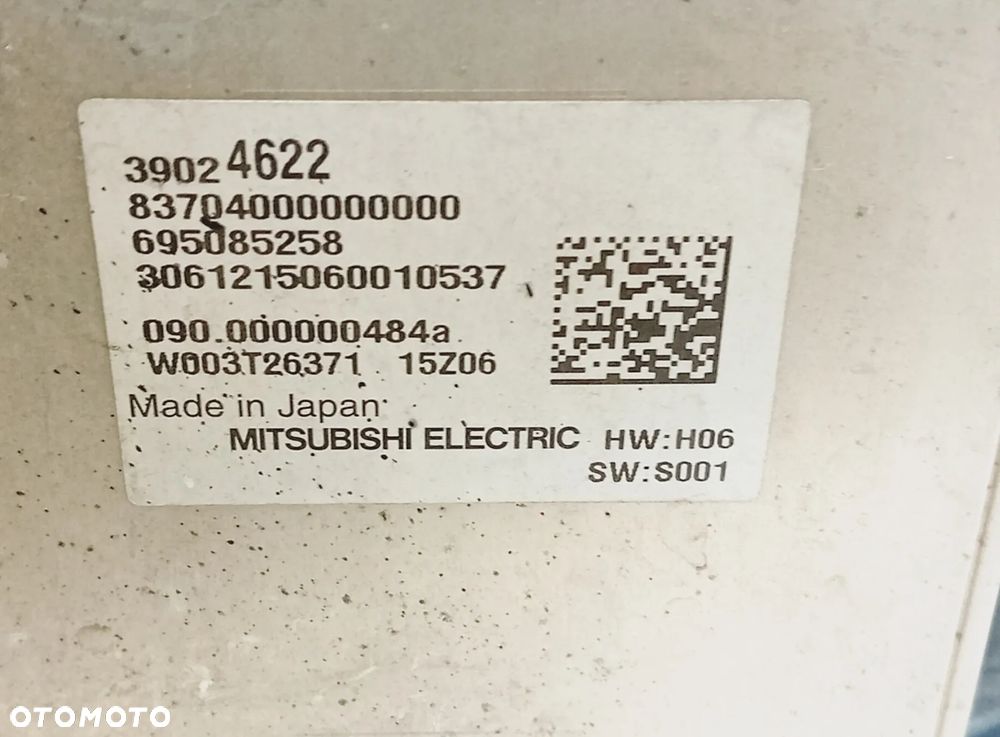 39024622
83704000000000
695085258
3061215060010537
090.000000484a
W003T26371 15Z06
Made in Japan
MITSUBISHI ELECTRIC HW:H06
SW:S001
OTOMOTO